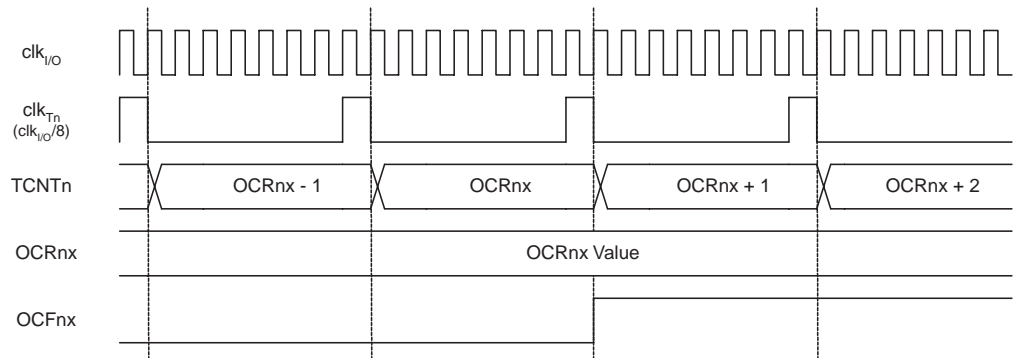 clkI/O
clkTn
(clkI/O/8)
TCNTn OCRnx - 1 OCRnx OCRnx + 1 OCRnx + 2
OCRnx OCRnx Value
OCFnx